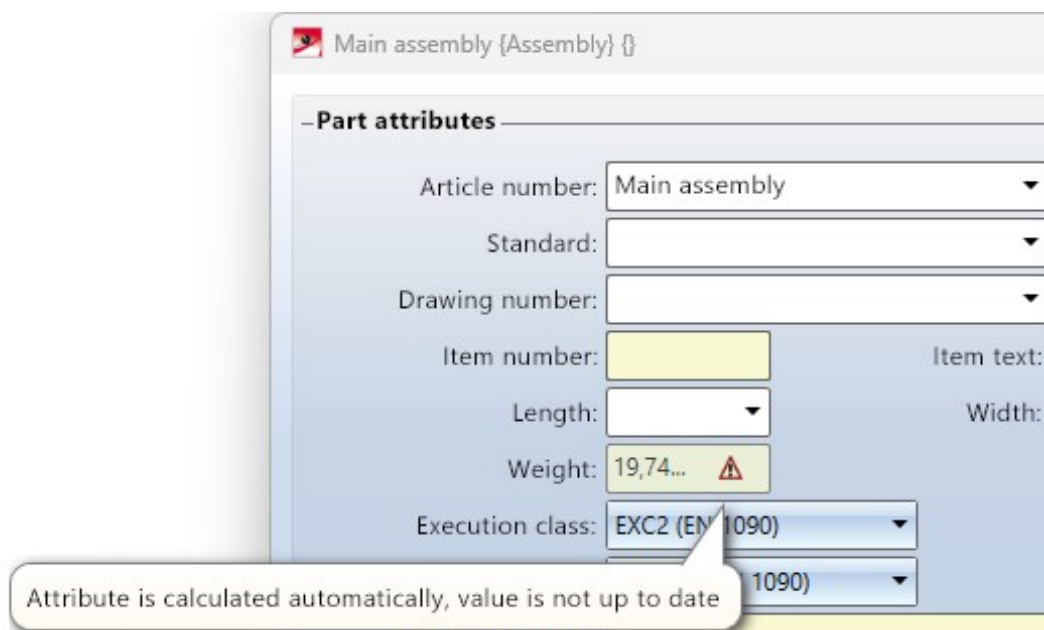 Main assembly {Assembly} {}
Part attributes
Article number: Main assembly
Standard:
Drawing number:
Item number: Item text:
Length: Width:
Weight: 19,74...
Execution class: EXC2 (EN 1090)
1090)
Attribute is calculated automatically, value is not up to date